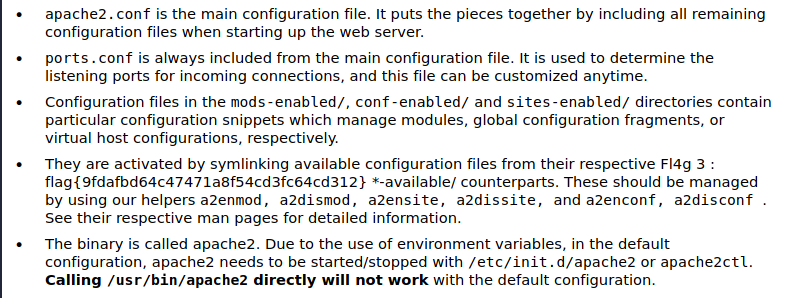 • apache2.conf is the main configuration file. It puts the pieces together by including all remaining
configuration files when starting up the web server.
• ports.conf is always included from the main configuration file. It is used to determine the
listening ports for incoming connections, and this file can be customized anytime.
• Configuration files in the mods-enabled/, conf-enabled/ and sites-enabled/ directories contain
particular configuration snippets which manage modules, global configuration fragments, or
virtual host configurations, respectively.
• They are activated by symlinking available configuration files from their respective Fl4g 3 :
flag{9fdafbd64c47471a8f54cd3fc64cd312} *-available/ counterparts. These should be managed
by using our helpers a2enmod, a2dismod, a2ensite, a2dissite, and a2enconf, a2disconf .
See their respective man pages for detailed information.
• The binary is called apache2. Due to the use of environment variables, in the default
configuration, apache2 needs to be started/stopped with /etc/init.d/apache2 or apache2ctl.
Calling /usr/bin/apache2 directly will not work with the default configuration.